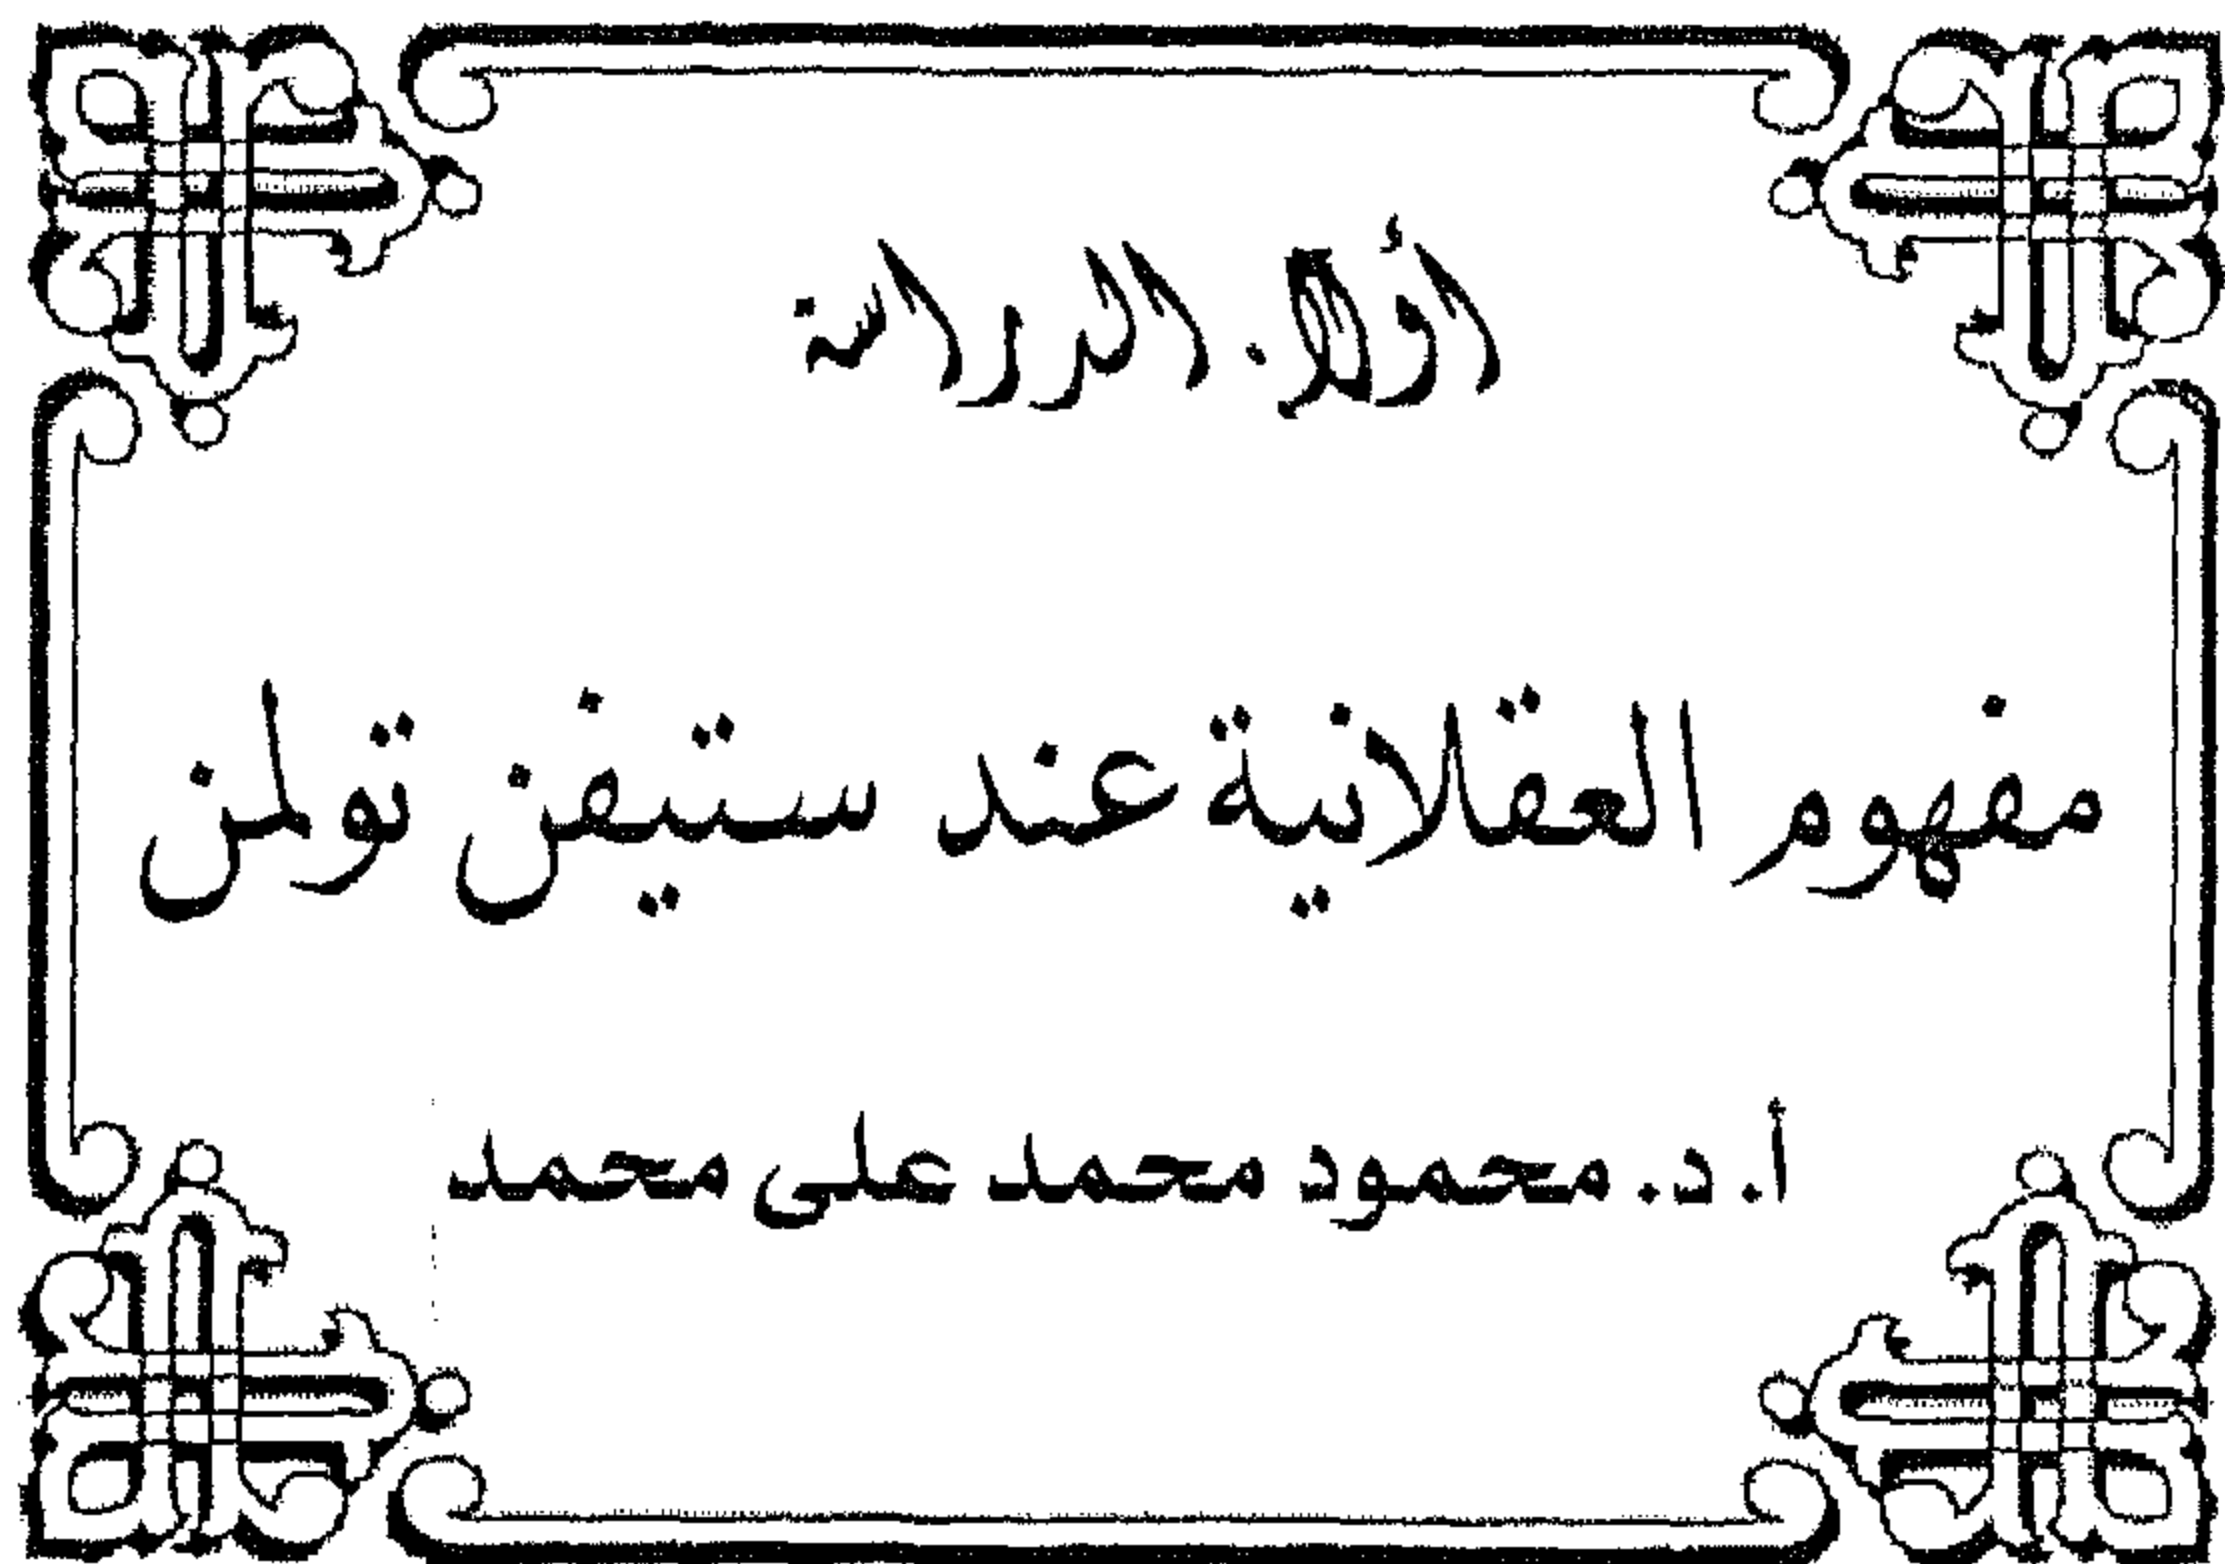 أولا. الدراسة
مفهوم العقلانية عند ستيفن تولمن
أ. د. محمود محمد على محمد